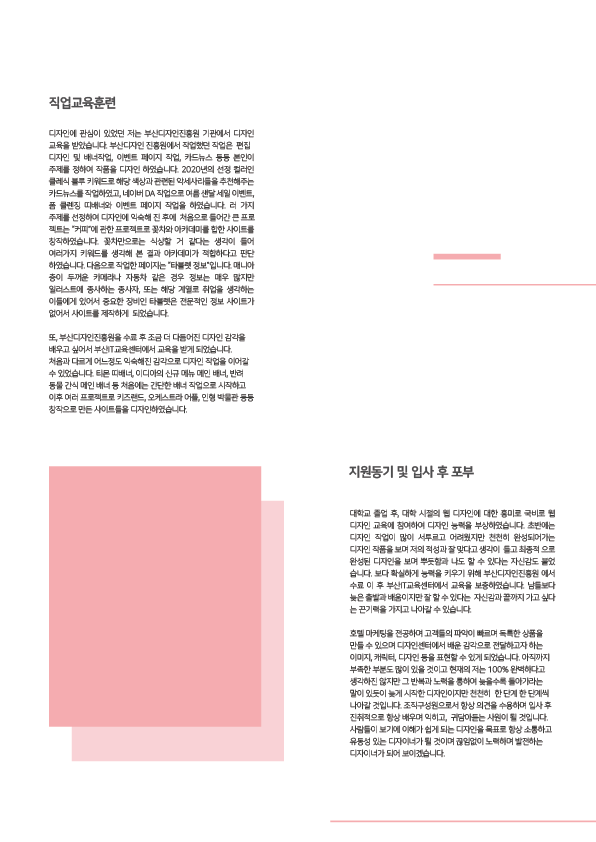 직업교육훈련
디자인에 관심이 있었던 저는 부산디자인진흥원 기관에서 디자인
교육을 받았습니다. 부산디자인 진흥원에서 작업했던 작업은 편집
디자인 및 배너작업, 이벤트 페이지 작업, 카드뉴스 등등 본인이
주제를 정하여 작품을 디자인 하였습니다. 2020년의 선정 컬러인
클래식 블루 키워드로 해당 색상과 관련된 악세사리들을 추천해주는
카드뉴스를 작업하였고, 네이버 DA 작업으로 여름 샌달 세일 이벤트,
폼 클렌징 띠배너와 이벤트 페이지 작업을 하였습니다. 러 가지
주제를 선정하여 디자인에 익숙해 진 후에 처음으로 들어간 큰 프로
젝트는 "커피"에 관한 프로젝트로 꽃차와 아카데미를 합한 사이트를
창작하였습니다. 꽃차만으로는 식상할 거 같다는 생각이 들어
여러가지 키워드를 생각해 본 결과 아카데미가 적합하다고 판단
하였습니다. 다음으로 작업한 페이지는 "타블렛 정보"입니다. 매니아
층이 두꺼운 카메라나 자동차 같은 경우 정보는 매우 많지만
일러스트에 종사하는 종사자, 또는 해당 계열로 취업을 생각하는
이들에게 있어서 중요한 장비인 타블렛은 전문적인 정보 사이트가
없어서 사이트를 제작하게 되었습니다.
또, 부산디자인진흥원을 수료 후 조금 더 다듬어진 디자인 감각을
배우고 싶어서 부산IT교육센터에서 교육을 받게 되었습니다.
처음과 다르게 어느정도 익숙해진 감각으로 디자인 작업을 이어갈
수 있었습니다. 티몬 띠배너, 이디야의 신규 메뉴 메인 배너, 반려
동물 간식 메인 배너 등 처음에는 간단한 배너 작업으로 시작하고
이후 여러 프로젝트로 키즈랜드, 오케스트라 어플, 인형 박물관 등등
창작으로 만든 사이트들을 디자인하였습니다.
지원동기 및 입사 후 포부
대학교 졸업 후, 대학 시절의 웹 디자인에 대한 흥미로 국비로 웹
디자인 교육에 참여하여 디자인 능력을 부상하였습니다. 초반에는
디자인 작업이 많이 서투르고 어려웠지만 천천히 완성되어가는
디자인 작품을 보며 저의 적성과 잘 맞다고 생각이 들고 최종적 으로
완성된 디자인을 보며 뿌듯함과 나도 할 수 있다는 자신감도 붙었
습니다. 보다 확실하게 능력을 키우기 위해 부산디자인진흥원 에서
수료 이 후 부산IT교육센터에서 교육을 보충하였습니다. 남들보다
늦은 출발과 배움이지만 잘 할 수 있다는 자신감과 끝까지 가고 싶다
는 끈기력을 가지고 나아갈 수 있습니다.
호텔 마케팅을 전공하며 고객들의 파악이 빠르며 독특한 상품을
만들 수 있으며 디자인센터에서 배운 감각으로 전달하고자 하는
이미지, 캐릭터, 디자인 등을 표현할 수 있게 되었습니다. 아직까지
부족한 부분도 많이 있을 것이고 현재의 저는 100% 완벽하다고
생각하진 않지만 그 반복과 노력을 통하여 늦을수록 돌아가라는
말이 있듯이 늦게 시작한 디자인이지만 천천히 한 단계 한 단계씩
나아갈 것입니다. 조직구성원으로서 항상 의견을 수용하며 입사 후
진취적으로 항상 배우며 익히고, 귀담아듣는 사원이 될 것입니다.
사람들이 보기에 이해가 쉽게 되는 디자인을 목표로 항상 소통하고
유동성 있는 디자이너가 될 것이며 끊임없이 노력하며 발전하는
디자이너가 되어 보이겠습니다.